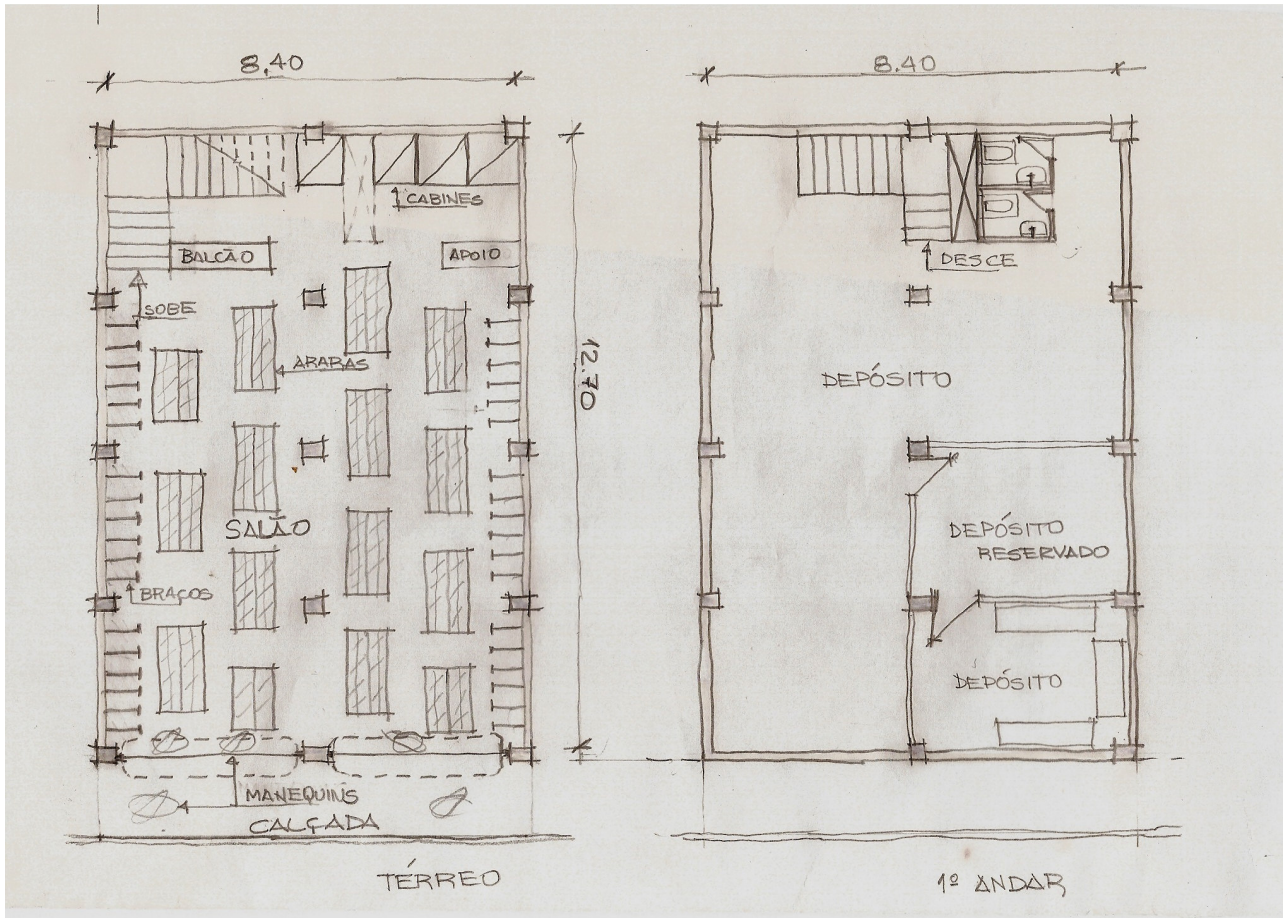 8,40
CABINES
BALCÃO
APOIO
SOBE
ARARAS
12.70
SALÃO
BRAÇOS
MANEQUINS
CALÇADA
TÉRREO
8.40
DESCE
DEPÓSITO
DEPÓSITO
RESERVADO
DEPÓSITO
1º ANDAR